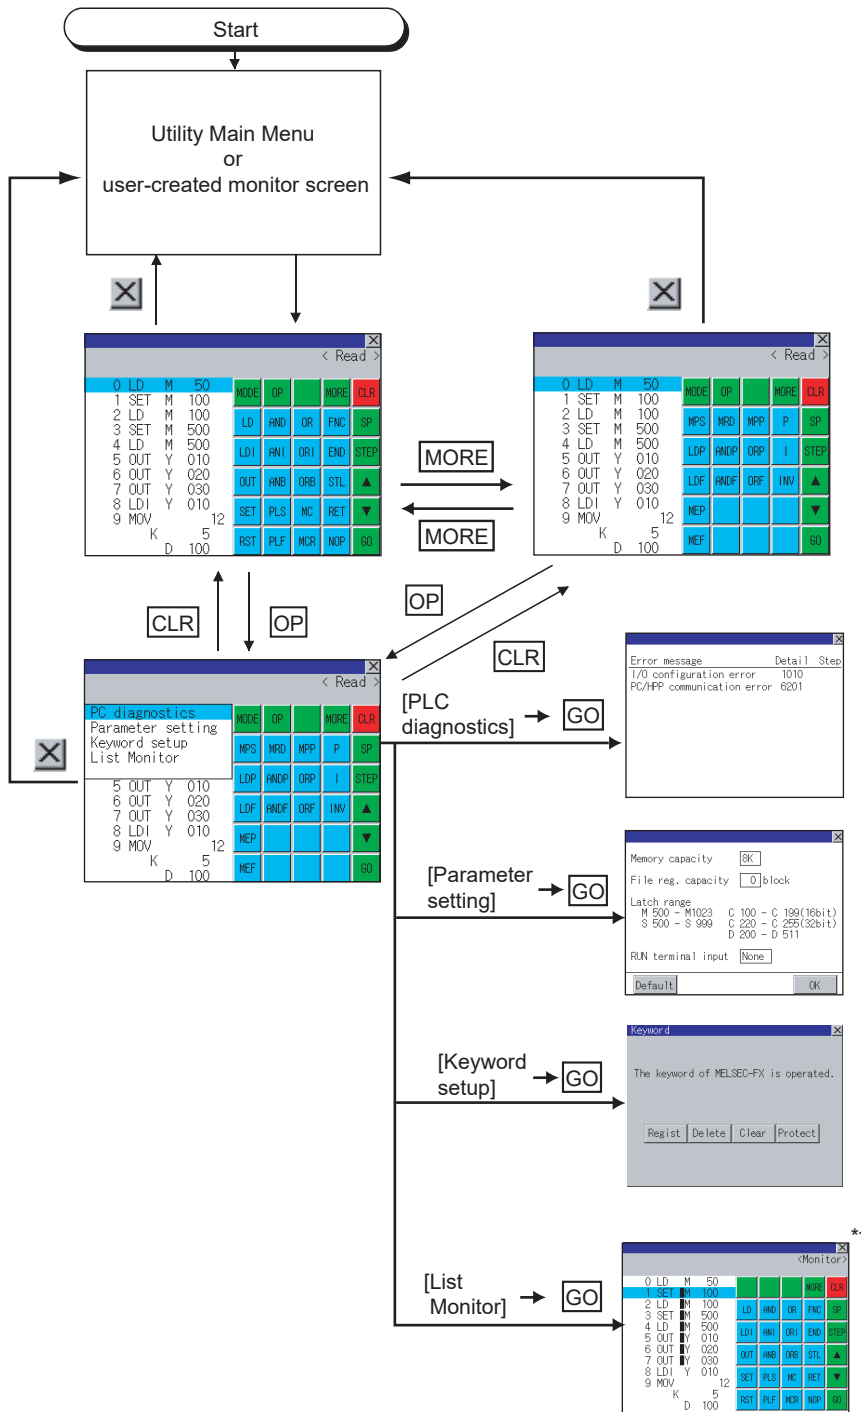 Start
Utility Main Menu
or
user-created monitor screen
< Read >
0 LD M 50
1 SET M 100
2 LD M 100
3 SET M 500
4 LD M 500
5 OUT Y 010
6 OUT Y 020
7 OUT Y 030
8 LDI Y 010
9 MOV 12
K 5
D 100
MODE OP MORE CLR
LD AND OR FNC SP
LDI ANI ORI END STEP
OUT ANB ORB STL ▲
SET PLS MC RET ▼
RST PLF MCR NOP GO
MORE
MORE
< Read >
0 LD M 50
1 SET M 100
2 LD M 100
3 SET M 500
4 LD M 500
5 OUT Y 010
6 OUT Y 020
7 OUT Y 030
8 LDI Y 010
9 MOV 12
K 5
D 100
MODE OP MORE CLR
MPS MRD MPP P SP
LDP ANDP ORP I STEP
LDF ANDF ORF INV ▲
MEP ▼
MEF GO
CLR
OP
OP
CLR
< Read >
PC diagnostics
Parameter setting
Keyword setup
List Monitor
5 OUT Y 010
6 OUT Y 020
7 OUT Y 030
8 LDI Y 010
9 MOV 12
K 5
D 100
MODE OP MORE CLR
MPS MRD MPP P SP
LDP ANDP ORP I STEP
LDF ANDF ORF INV ▲
MEP ▼
MEF GO
[PLC
diagnostics]
GO
Error message Detail Step
I/O configuration error 1010
PC/HPP communication error 6201
[Parameter
setting]
GO
Memory capacity 8K
File reg. capacity 0 block
Latch range
M 500 - M1023 C 100 - C 199(16bit)
S 500 - S 999 C 220 - C 255(32bit)
D 200 - D 511
RUN terminal input None
Default OK
[Keyword
setup]
GO
Keyword
The keyword of MELSEC-FX is operated.
Regist Delete Clear Protect
[List
Monitor]
GO
<Monitor>
0 LD M 50
1 SET M 100
2 LD M 100
3 SET M 500
4 LD M 500
5 OUT Y 010
6 OUT Y 020
7 OUT Y 030
8 LDI Y 010
9 MOV 12
K 5
D 100
MORE CLR
LD AND OR FNC SP
LDI ANI ORI END STEP
OUT ANB ORB STL ▲
SET PLS MC RET ▼
RST PLF MCR NOP GO